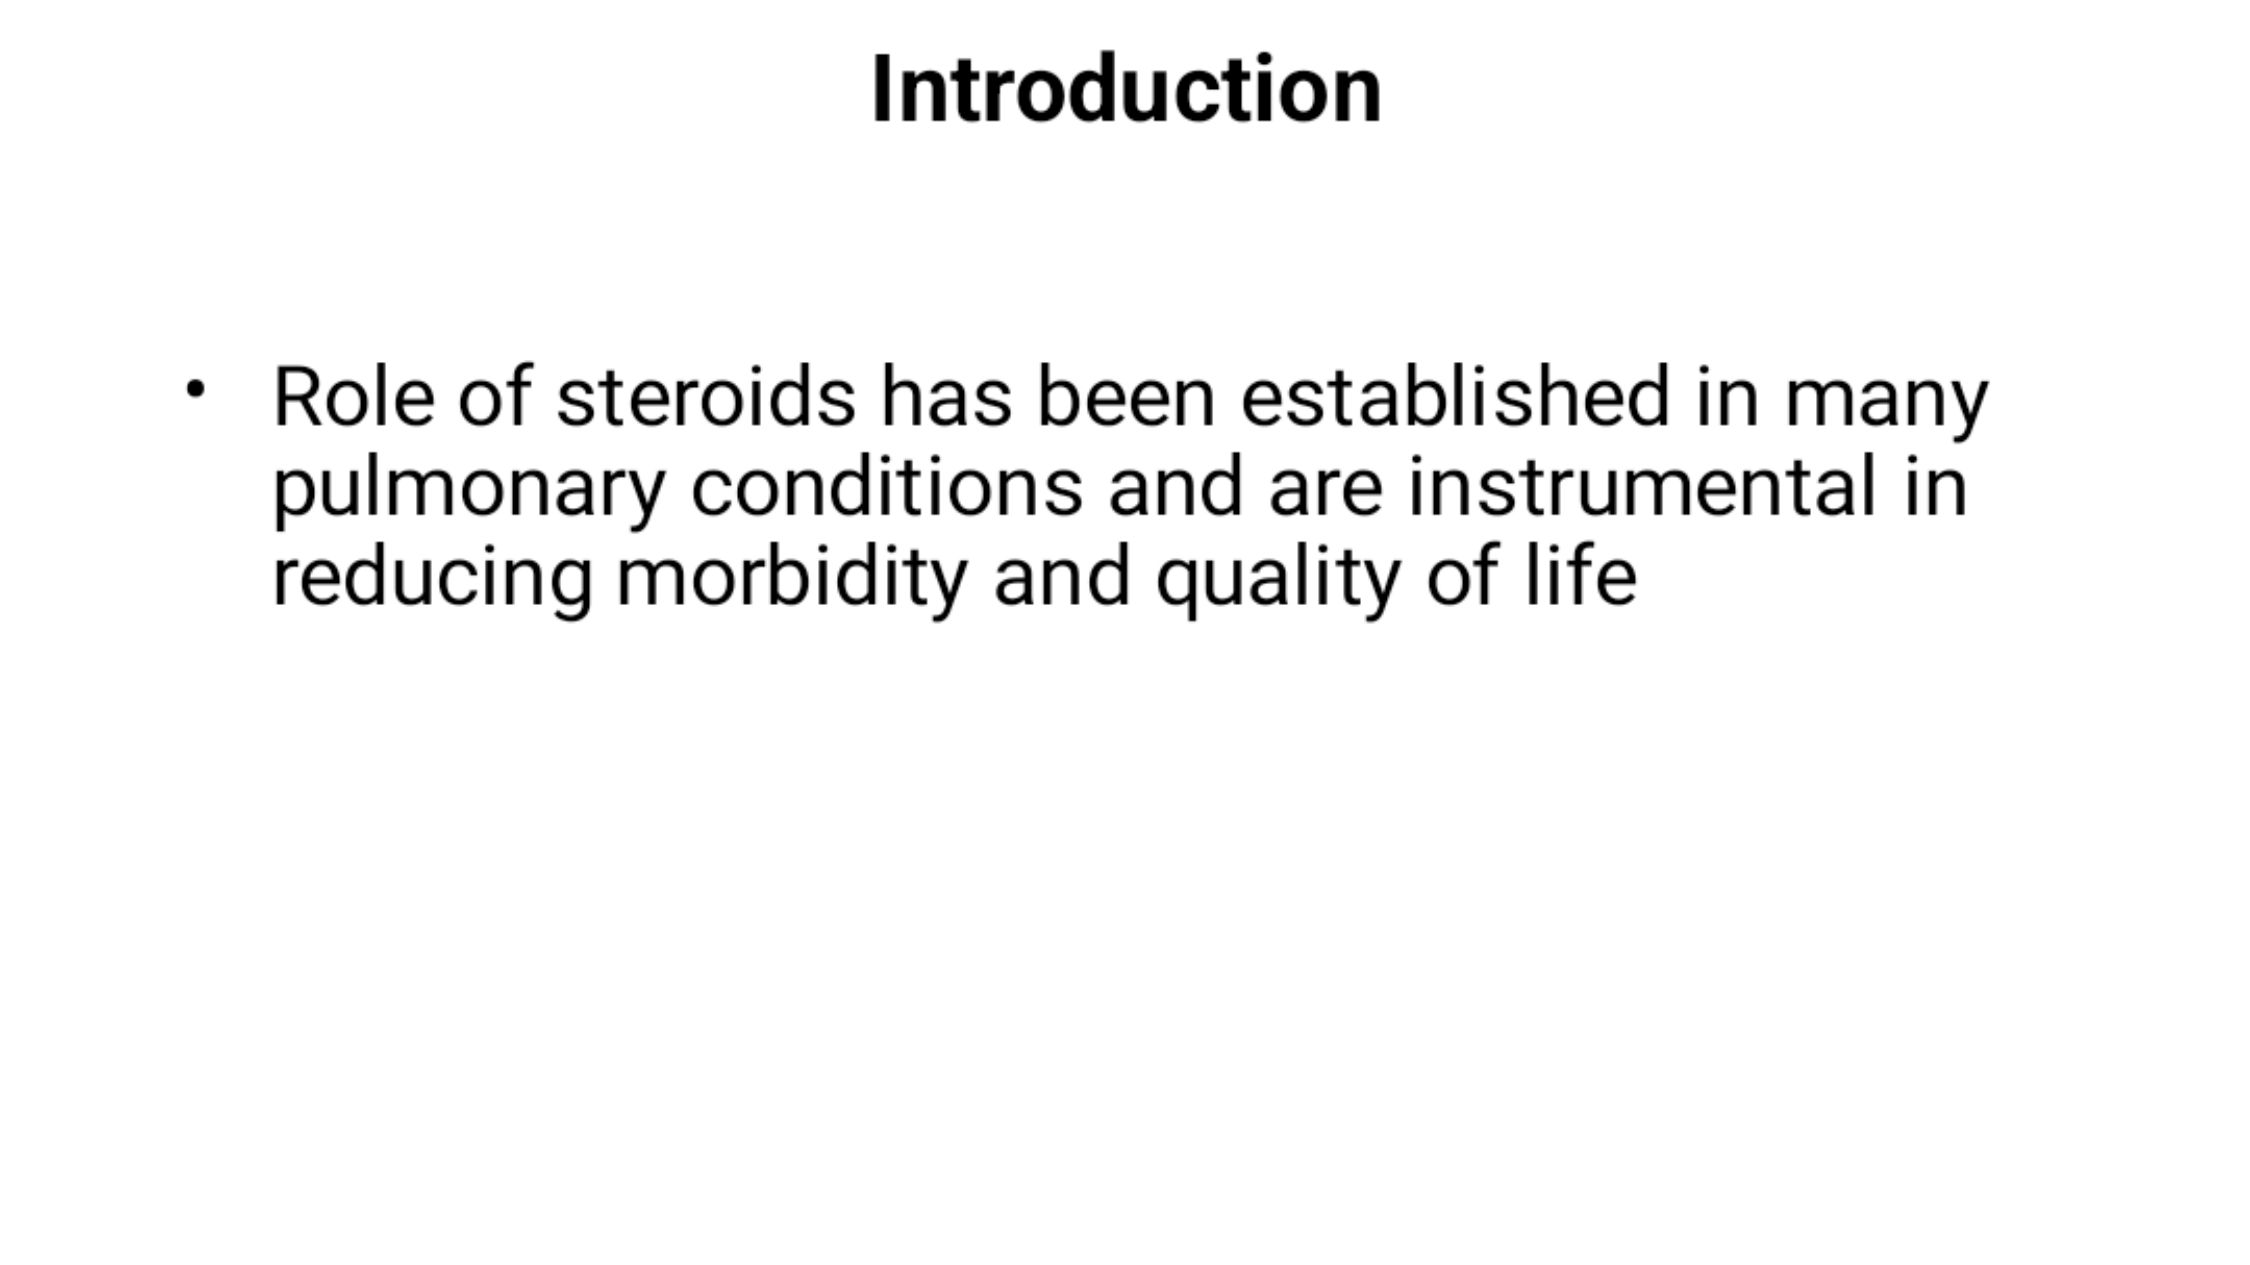 Introduction
• Role of steroids has been established in many
pulmonary conditions and are instrumental in
reducing morbidity and quality of life